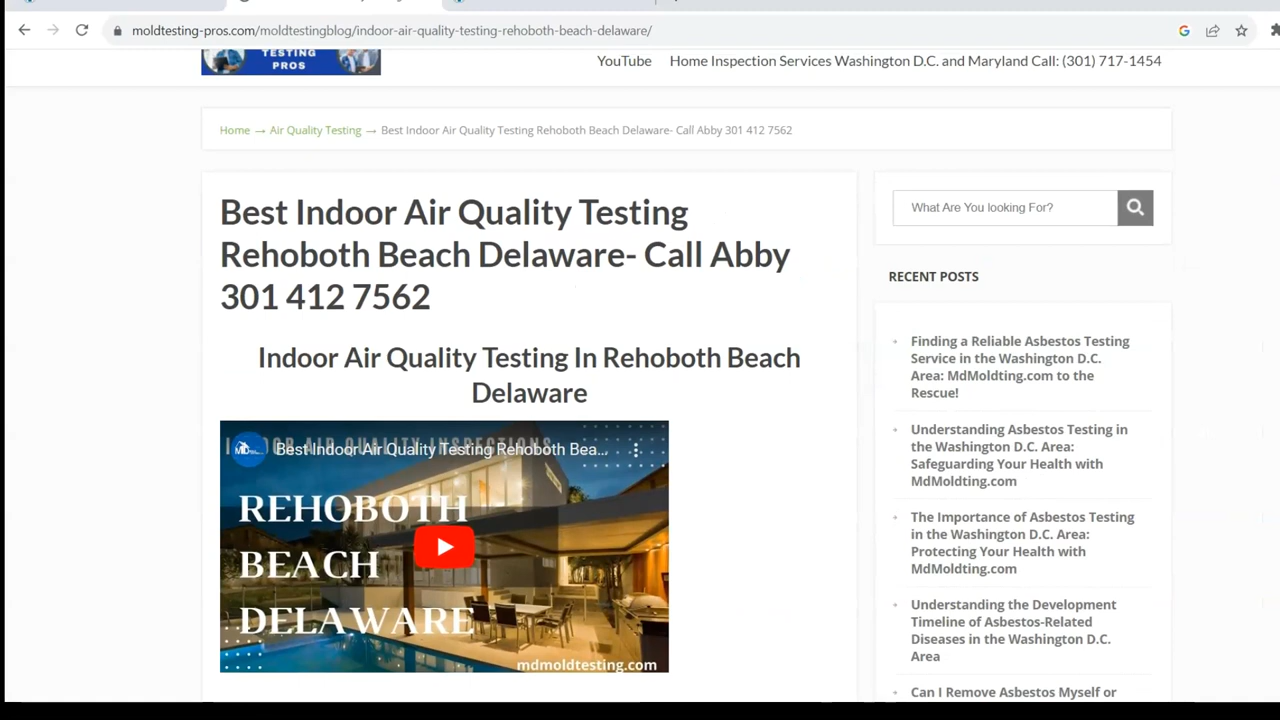 moldtesting-pros.com/moldtestingblog/indoor-air-quality-testing-rehoboth-beach-delaware/
TESTING
PROS
YouTube Home Inspection Services Washington D.C. and Maryland Call: (301) 717-1454
Home → Air Quality Testing → Best Indoor Air Quality Testing Rehoboth Beach Delaware- Call Abby 301 412 7562
Best Indoor Air Quality Testing
Rehoboth Beach Delaware- Call Abby
301 412 7562
Indoor Air Quality Testing In Rehoboth Beach
Delaware
INDOOR AIR QUALITY INSPECTIONS
Best Indoor Air Quality Testing Rehoboth Bea...
REHOBOTH
BEACH
DELAWARE
mdmoldtesting.com
What Are You looking For?
RECENT POSTS
Finding a Reliable Asbestos Testing
Service in the Washington D.C.
Area: MdMoldting.com to the
Rescue!
Understanding Asbestos Testing in
the Washington D.C. Area:
Safeguarding Your Health with
MdMoldting.com
The Importance of Asbestos Testing
in the Washington D.C. Area:
Protecting Your Health with
MdMoldting.com
Understanding the Development
Timeline of Asbestos-Related
Diseases in the Washington D.C.
Area
Can I Remove Asbestos Myself or